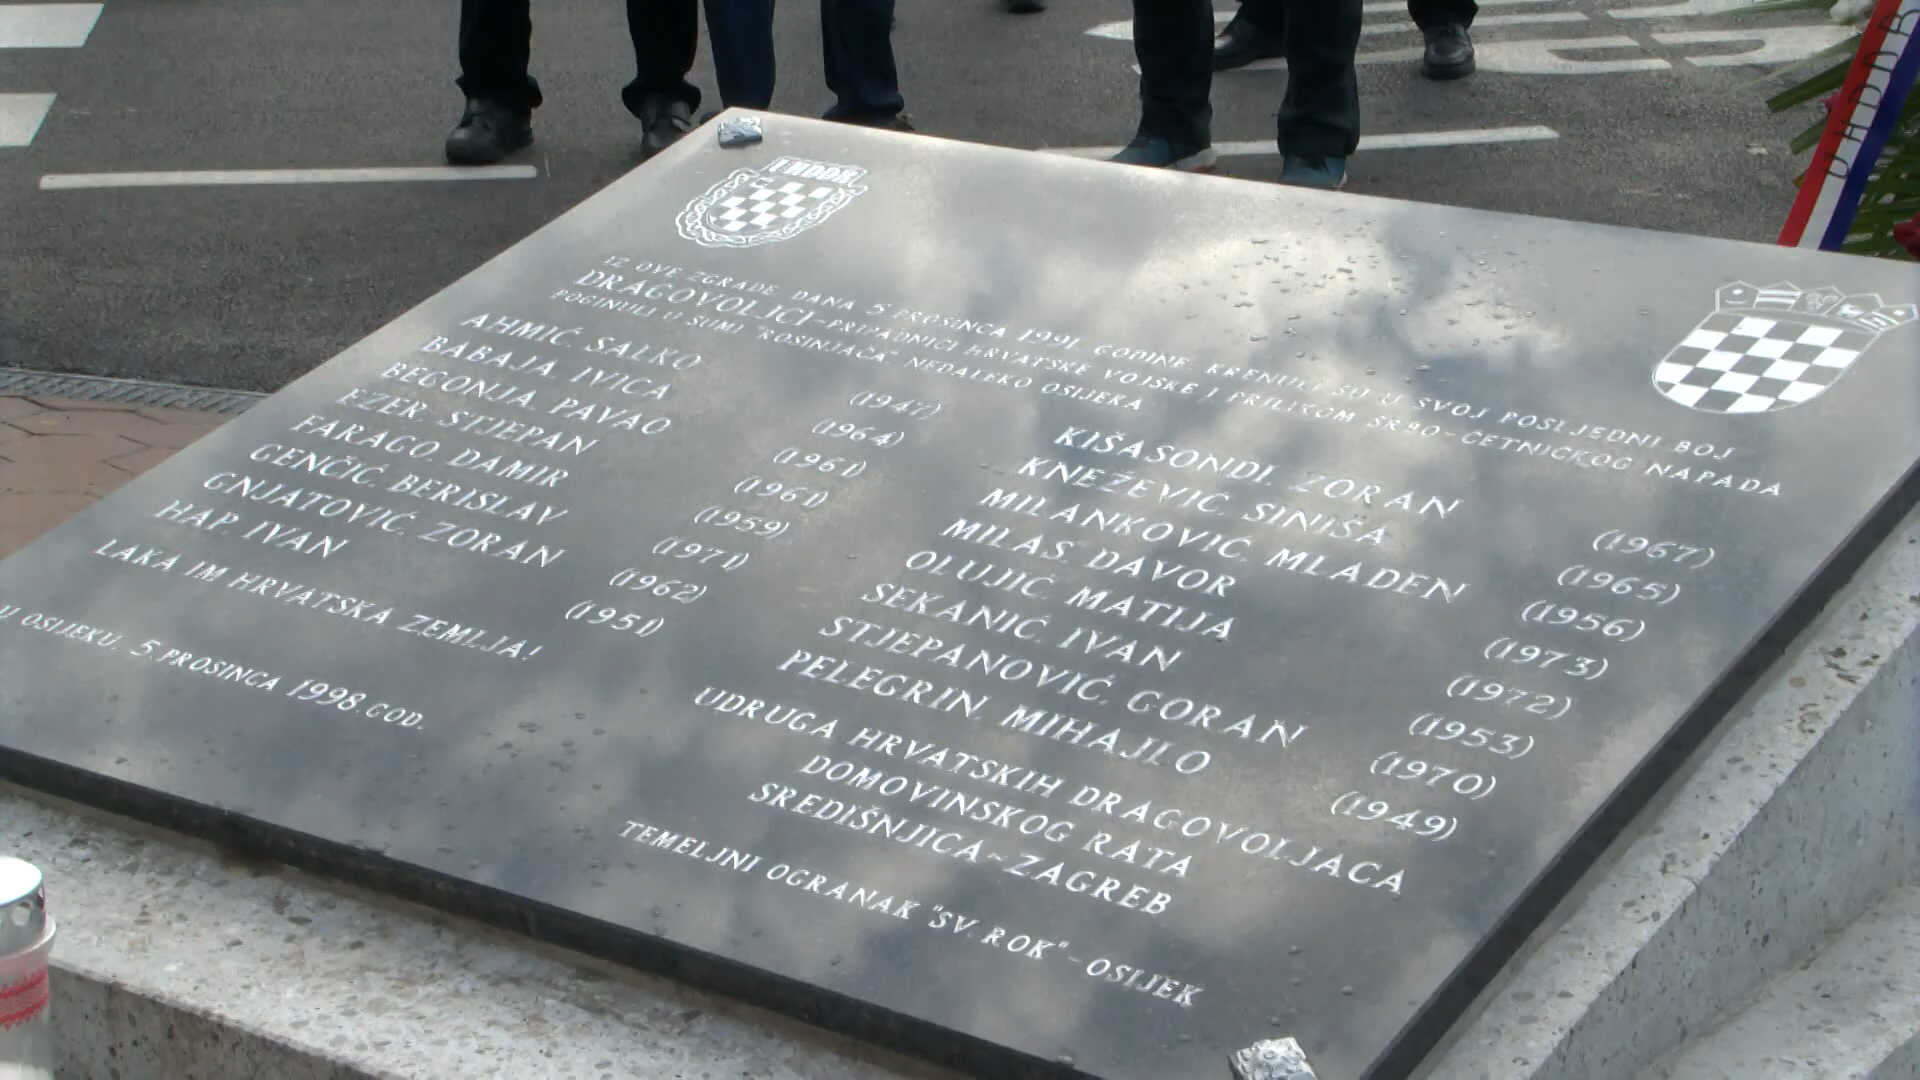 UHDDR
IZ OVE ZGRADE DANA 5 PROSINCA 1991. GODINE KRENULI SU U SVOJ POSLJEDNI BOJ
DRAGOVOLJCI - PRIPADNICI HRVATSKE VOJSKE I PRILIKOM SRBO-ČETNIČKOG NAPADA
POGINULI U ŠUMI "ROSINJAČA" NEDALEKO OSIJEKA
AHMIĆ, SALKO (1947)
BABAJA, IVICA (1964)
BEGONJA, PAVAO (1961)
EZER, STJEPAN (1961)
FARAGO, DAMIR (1959)
GENČIĆ, BERISLAV (1971)
GNJATOVIĆ, ZORAN (1962)
HAP, IVAN (1951)
KIŠASONDI, ZORAN (1967)
KNEŽEVIĆ, SINIŠA (1965)
MILANKOVIĆ, MLADEN (1956)
MILAS, DAVOR (1973)
OLUJIĆ, MATIJA (1972)
SEKANIĆ, IVAN (1953)
STJEPANOVIĆ, GORAN (1970)
PELEGRIN, MIHAJLO (1949)
LAKA IM HRVATSKA ZEMLJA!
U OSIJEKU, 5. PROSINCA 1998. GOD.
UDRUGA HRVATSKIH DRAGOVOLJACA
DOMOVINSKOG RATA
SREDIŠNJICA - ZAGREB
TEMELJNI OGRANAK "SV. ROK" - OSIJEK